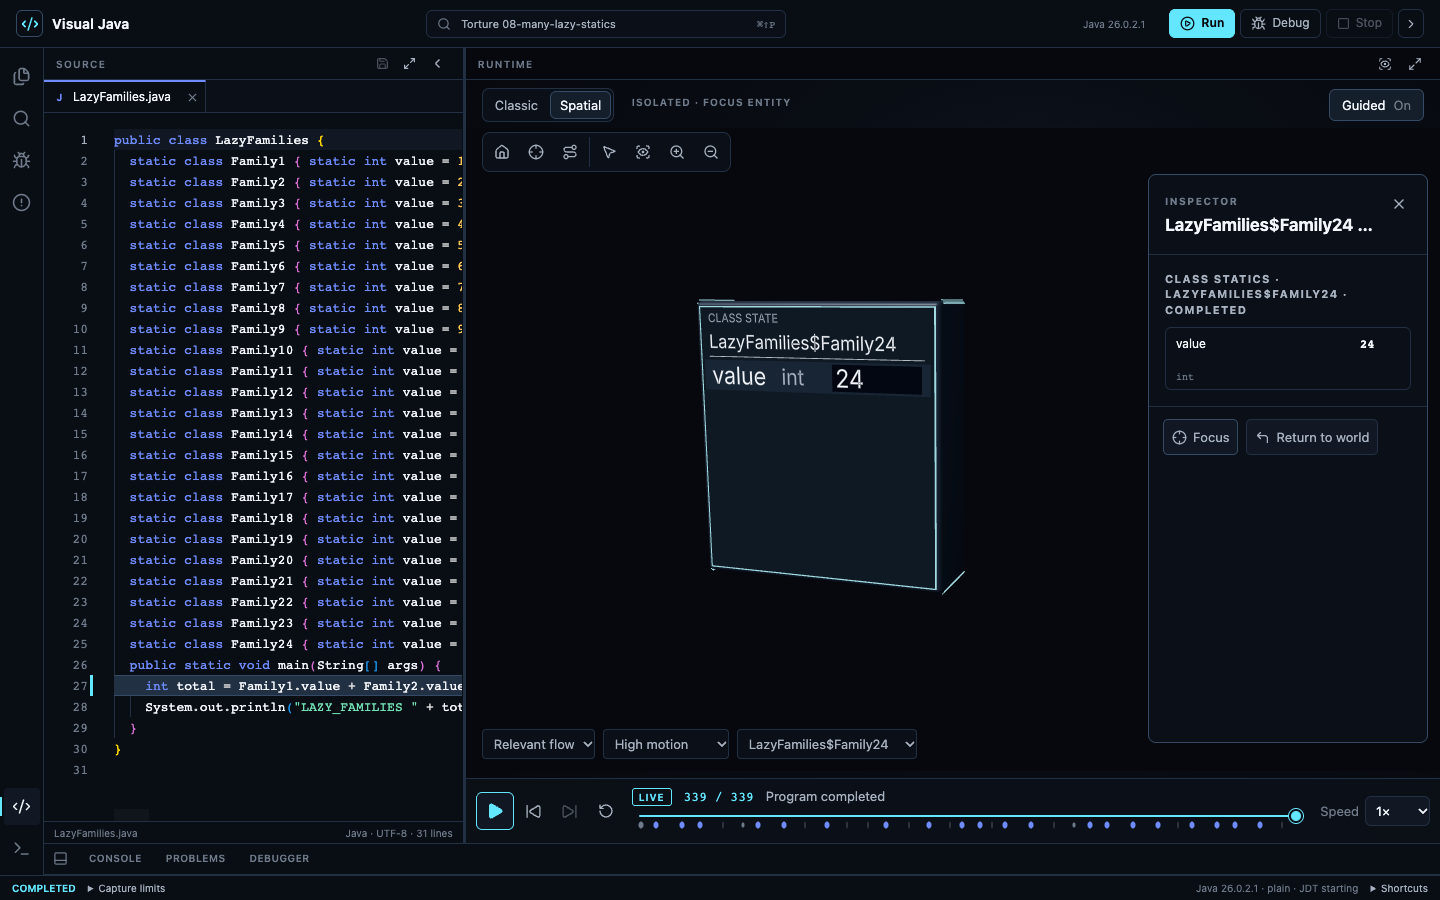 Visual Java
Torture 08-many-lazy-statics
⌘⇧P
Java 26.0.2.1
Run
Debug
Stop
SOURCE
RUNTIME
J LazyFamilies.java
Classic
Spatial
ISOLATED · FOCUS ENTITY
Guided On
1 public class LazyFamilies {
2 static class Family1 { static int value = 1
3 static class Family2 { static int value = 2
4 static class Family3 { static int value = 3
5 static class Family4 { static int value = 4
6 static class Family5 { static int value = 5
7 static class Family6 { static int value = 6
8 static class Family7 { static int value = 7
9 static class Family8 { static int value = 8
10 static class Family9 { static int value = 9
11 static class Family10 { static int value =
12 static class Family11 { static int value =
13 static class Family12 { static int value =
14 static class Family13 { static int value =
15 static class Family14 { static int value =
16 static class Family15 { static int value =
17 static class Family16 { static int value =
18 static class Family17 { static int value =
19 static class Family18 { static int value =
20 static class Family19 { static int value =
21 static class Family20 { static int value =
22 static class Family21 { static int value =
23 static class Family22 { static int value =
24 static class Family23 { static int value =
25 static class Family24 { static int value =
26 public static void main(String[] args) {
27 int total = Family1.value + Family2.value
28 System.out.println("LAZY_FAMILIES " + tot
29 }
30 }
31
CLASS STATE
LazyFamilies$Family24
value int 24
INSPECTOR
LazyFamilies$Family24 ...
CLASS STATICS ·
LAZYFAMILIES$FAMILY24 ·
COMPLETED
value 24
int
Focus
Return to world
Relevant flow
High motion
LazyFamilies$Family24
LIVE
339 / 339
Program completed
Speed
1×
LazyFamilies.java
Java · UTF-8 · 31 lines
CONSOLE
PROBLEMS
DEBUGGER
COMPLETED
Capture limits
Java 26.0.2.1 · plain · JDT starting
Shortcuts